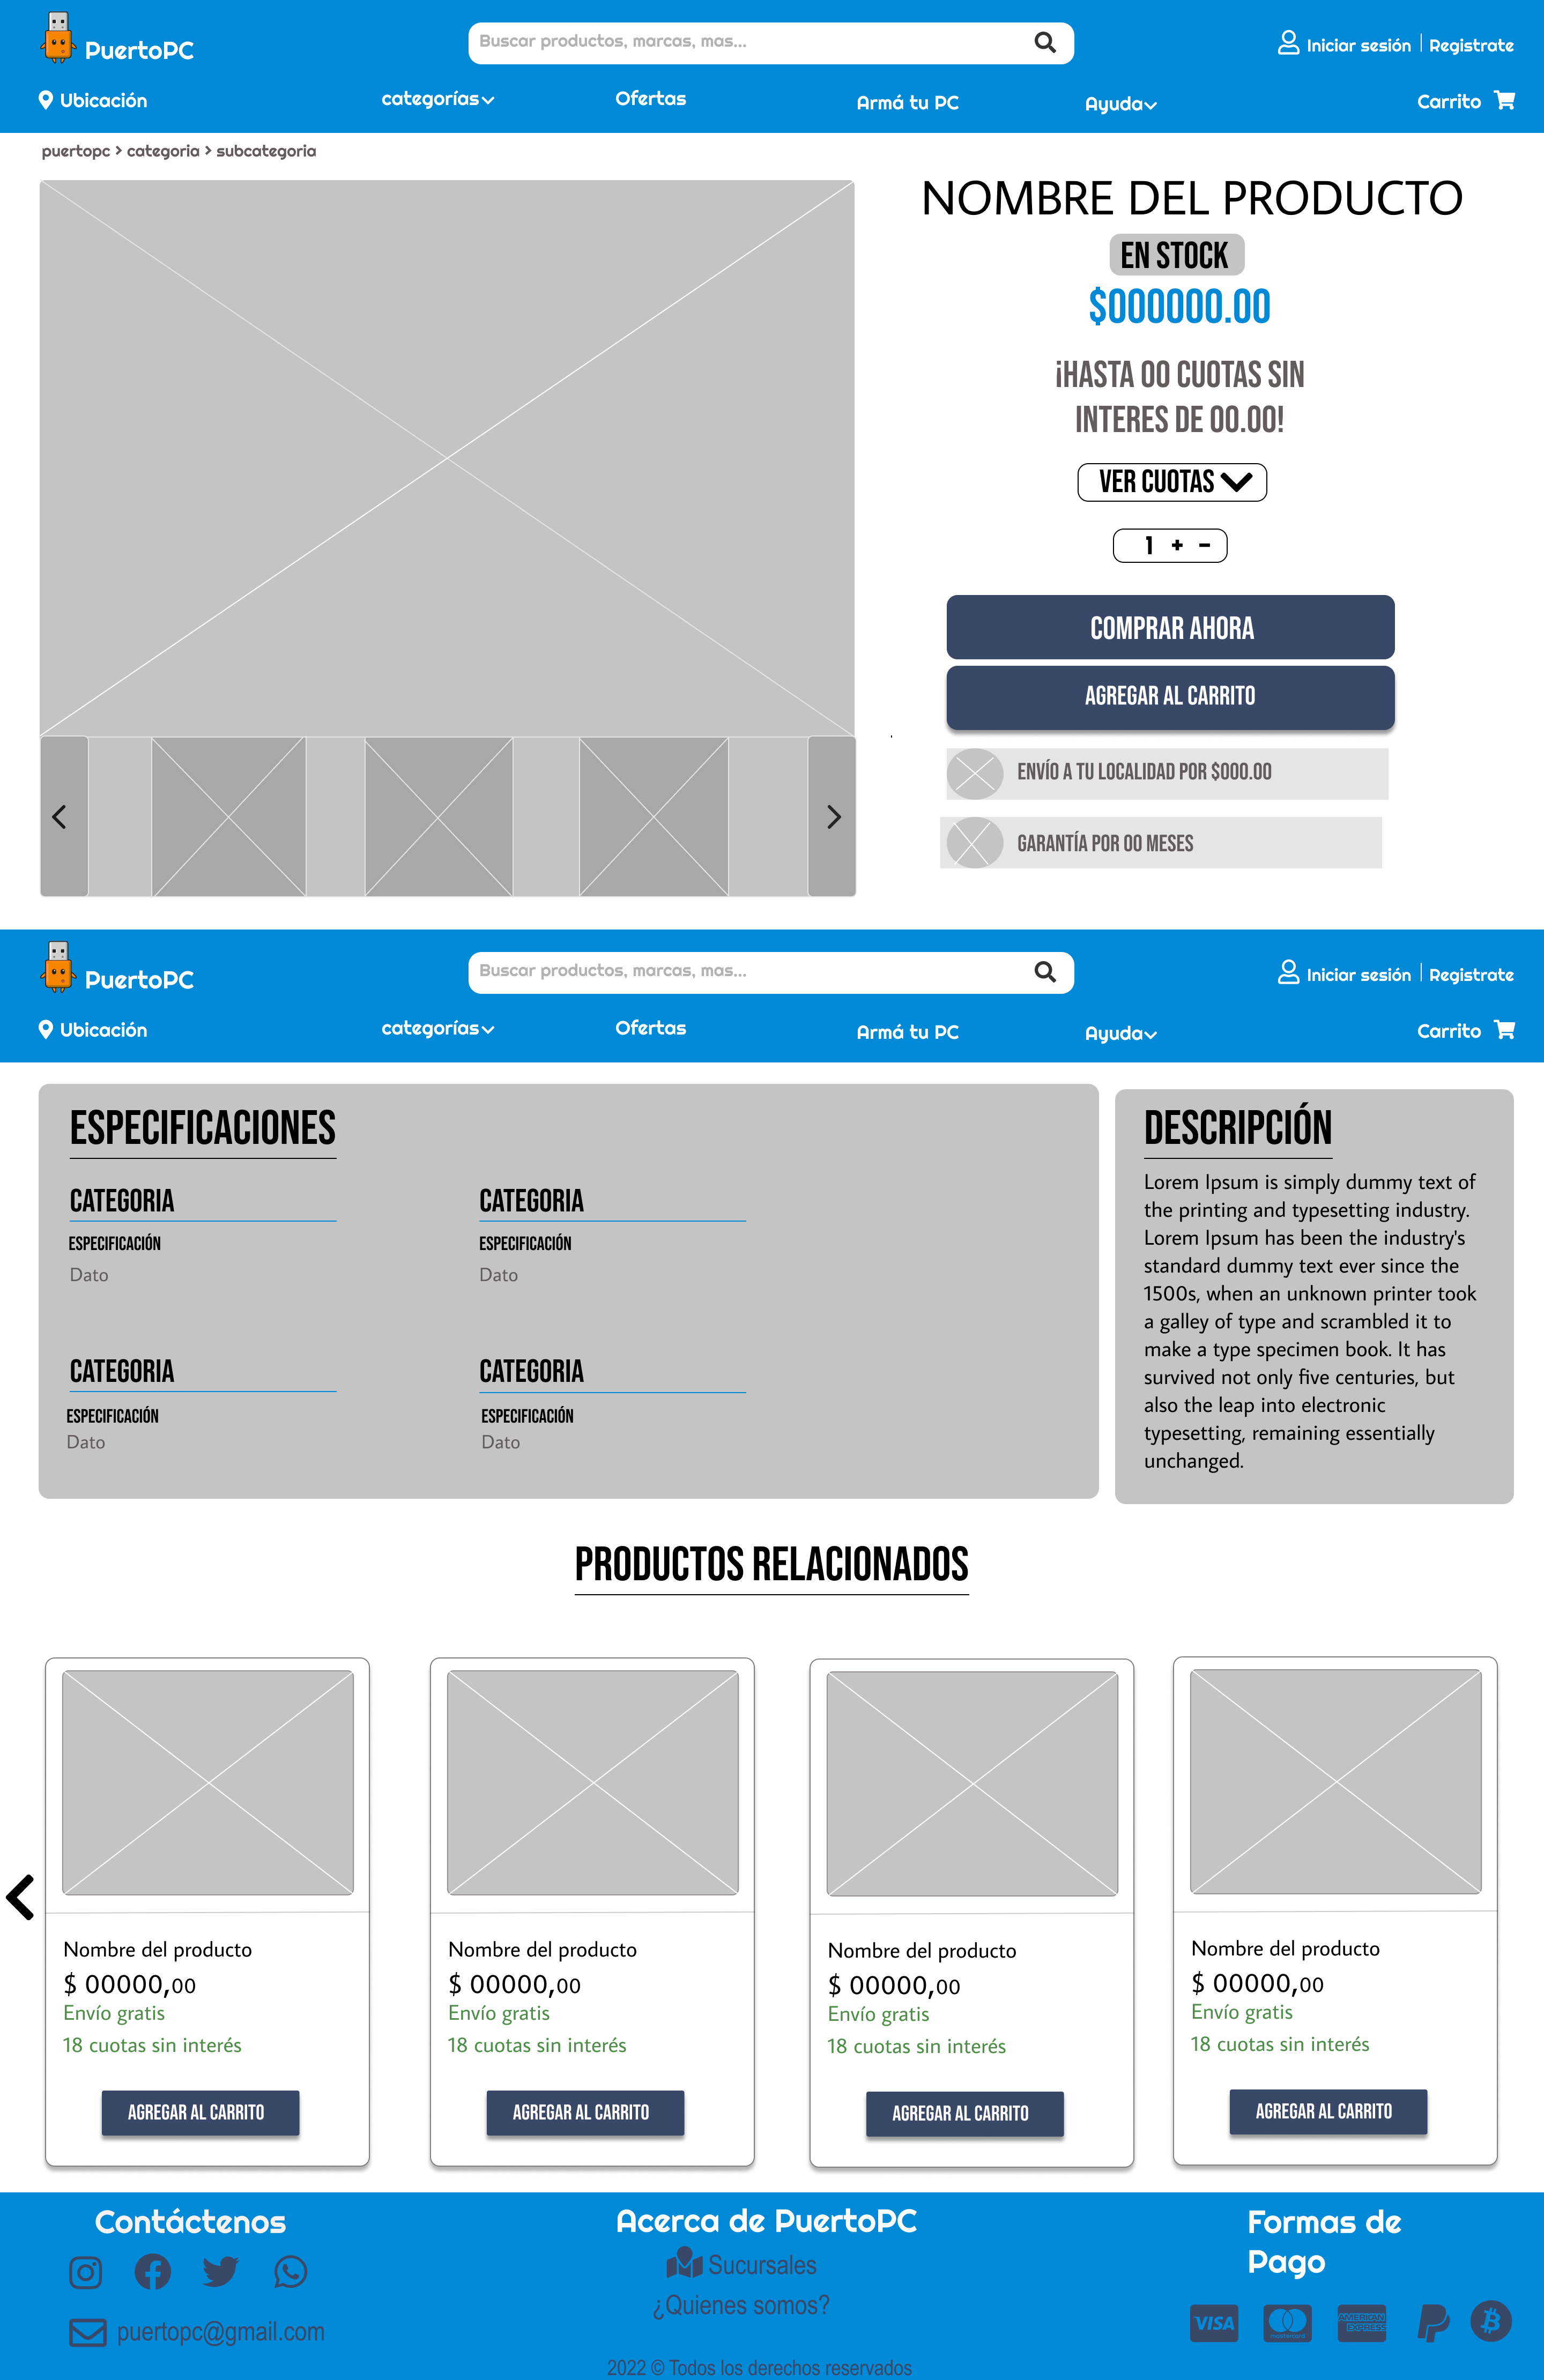 PuertoPC
Buscar productos, marcas, mas...
Iniciar sesión | Registrate
Ubicación
categorías
Ofertas
Armá tu PC
Ayuda
Carrito
puertopc > categoria > subcategoria
NOMBRE DEL PRODUCTO
EN STOCK
$000000.00
¡HASTA 00 CUOTAS SIN
INTERES DE 00.00!
VER CUOTAS
1 + -
COMPRAR AHORA
AGREGAR AL CARRITO
ENVÍO A TU LOCALIDAD POR $000.00
GARANTÍA POR 00 MESES
PuertoPC
Buscar productos, marcas, mas...
Iniciar sesión | Registrate
Ubicación
categorías
Ofertas
Armá tu PC
Ayuda
Carrito
ESPECIFICACIONES
CATEGORIA
ESPECIFICACIÓN
Dato
CATEGORIA
ESPECIFICACIÓN
Dato
CATEGORIA
ESPECIFICACIÓN
Dato
CATEGORIA
ESPECIFICACIÓN
Dato
DESCRIPCIÓN
Lorem Ipsum is simply dummy text of
the printing and typesetting industry.
Lorem Ipsum has been the industry's
standard dummy text ever since the
1500s, when an unknown printer took
a galley of type and scrambled it to
make a type specimen book. It has
survived not only five centuries, but
also the leap into electronic
typesetting, remaining essentially
unchanged.
PRODUCTOS RELACIONADOS
Nombre del producto
$ 00000,00
Envío gratis
18 cuotas sin interés
AGREGAR AL CARRITO
Nombre del producto
$ 00000,00
Envío gratis
18 cuotas sin interés
AGREGAR AL CARRITO
Nombre del producto
$ 00000,00
Envío gratis
18 cuotas sin interés
AGREGAR AL CARRITO
Nombre del producto
$ 00000,00
Envío gratis
18 cuotas sin interés
AGREGAR AL CARRITO
Contáctenos
puertopc@gmail.com
Acerca de PuertoPC
Sucursales
¿Quienes somos?
2022 © Todos los derechos reservados
Formas de
Pago
VISA
mastercard
AMERICAN
EXPRESS